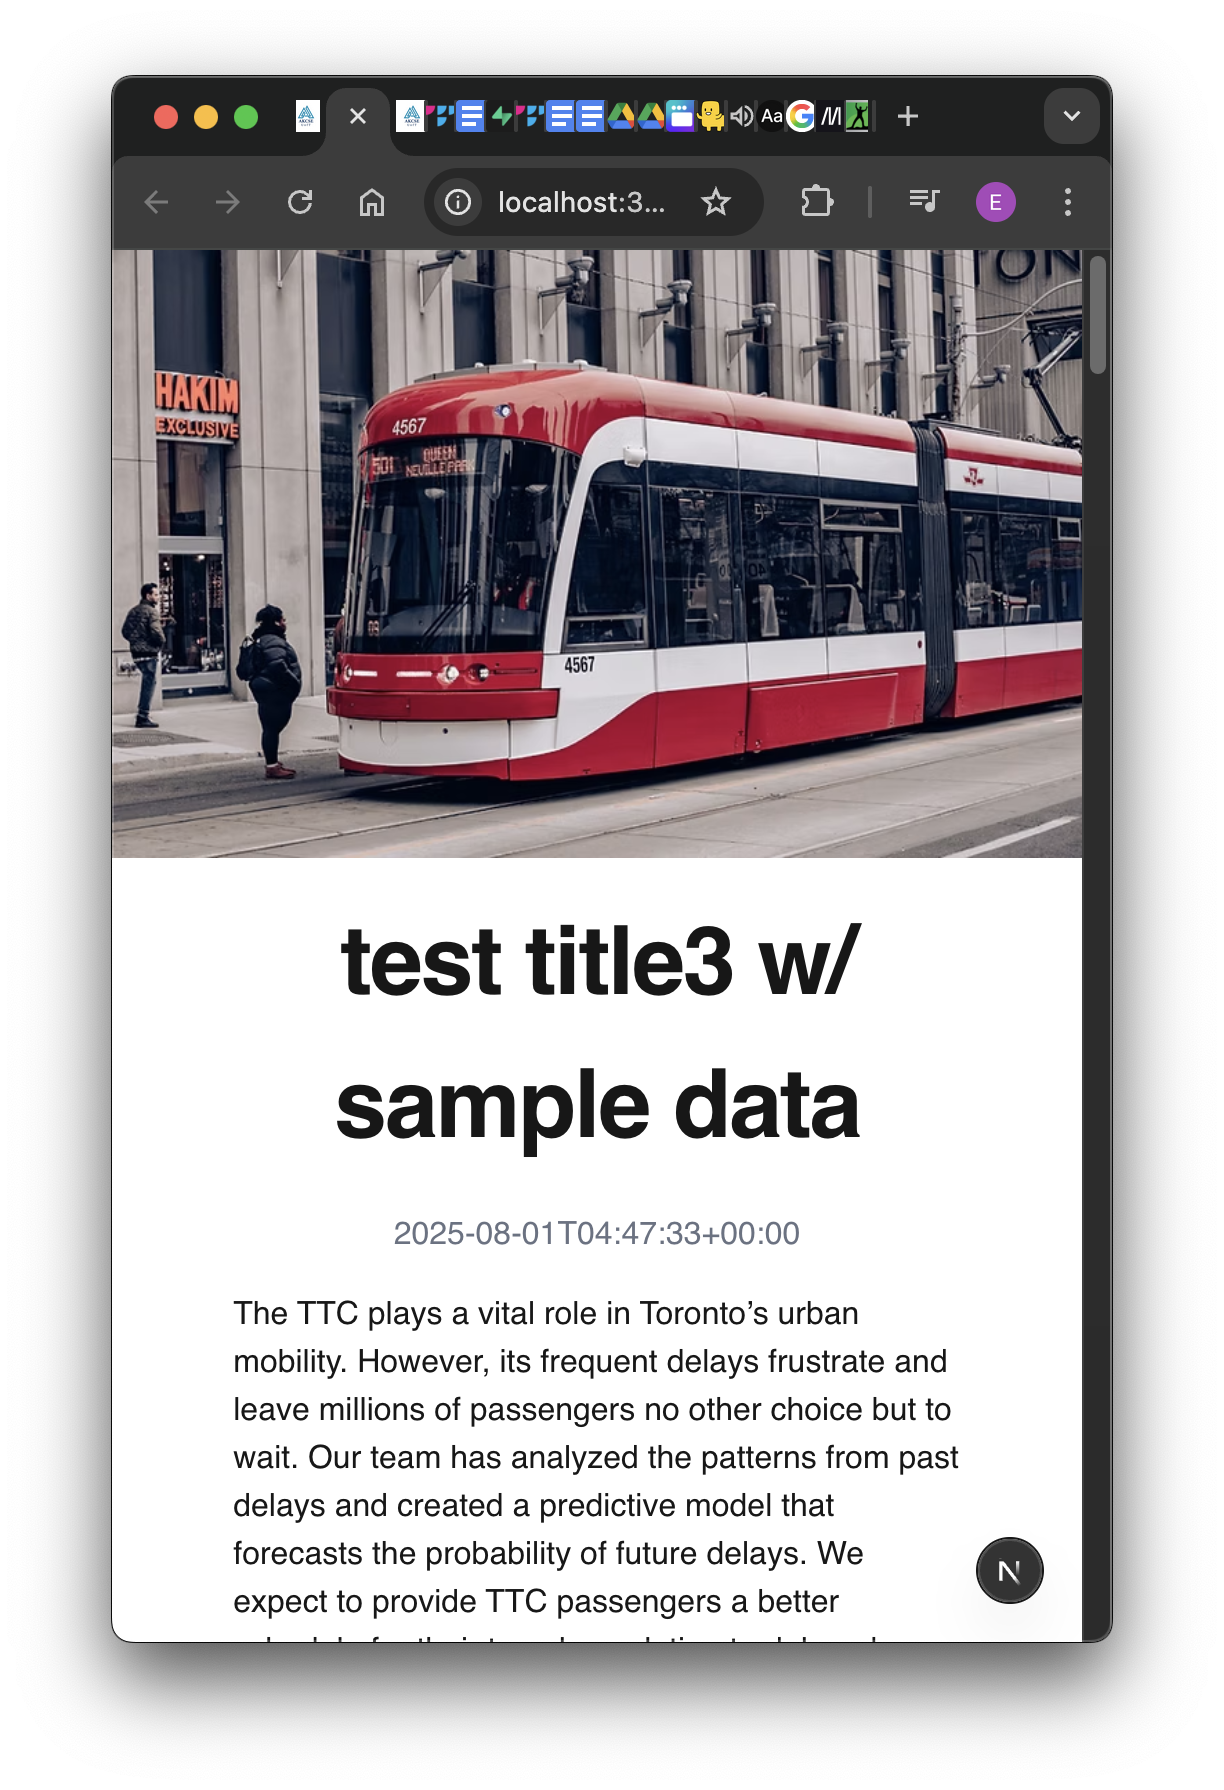 Aa
localhost:3...
E
HAKIM
EXCLUSIVE
4567
501 QUEEN
NEVILLE PARK
4567
test title3 w/
sample data
2025-08-01T04:47:33+00:00
The TTC plays a vital role in Toronto’s urban
mobility. However, its frequent delays frustrate and
leave millions of passengers no other choice but to
wait. Our team has analyzed the patterns from past
delays and created a predictive model that
forecasts the probability of future delays. We
expect to provide TTC passengers a better
N